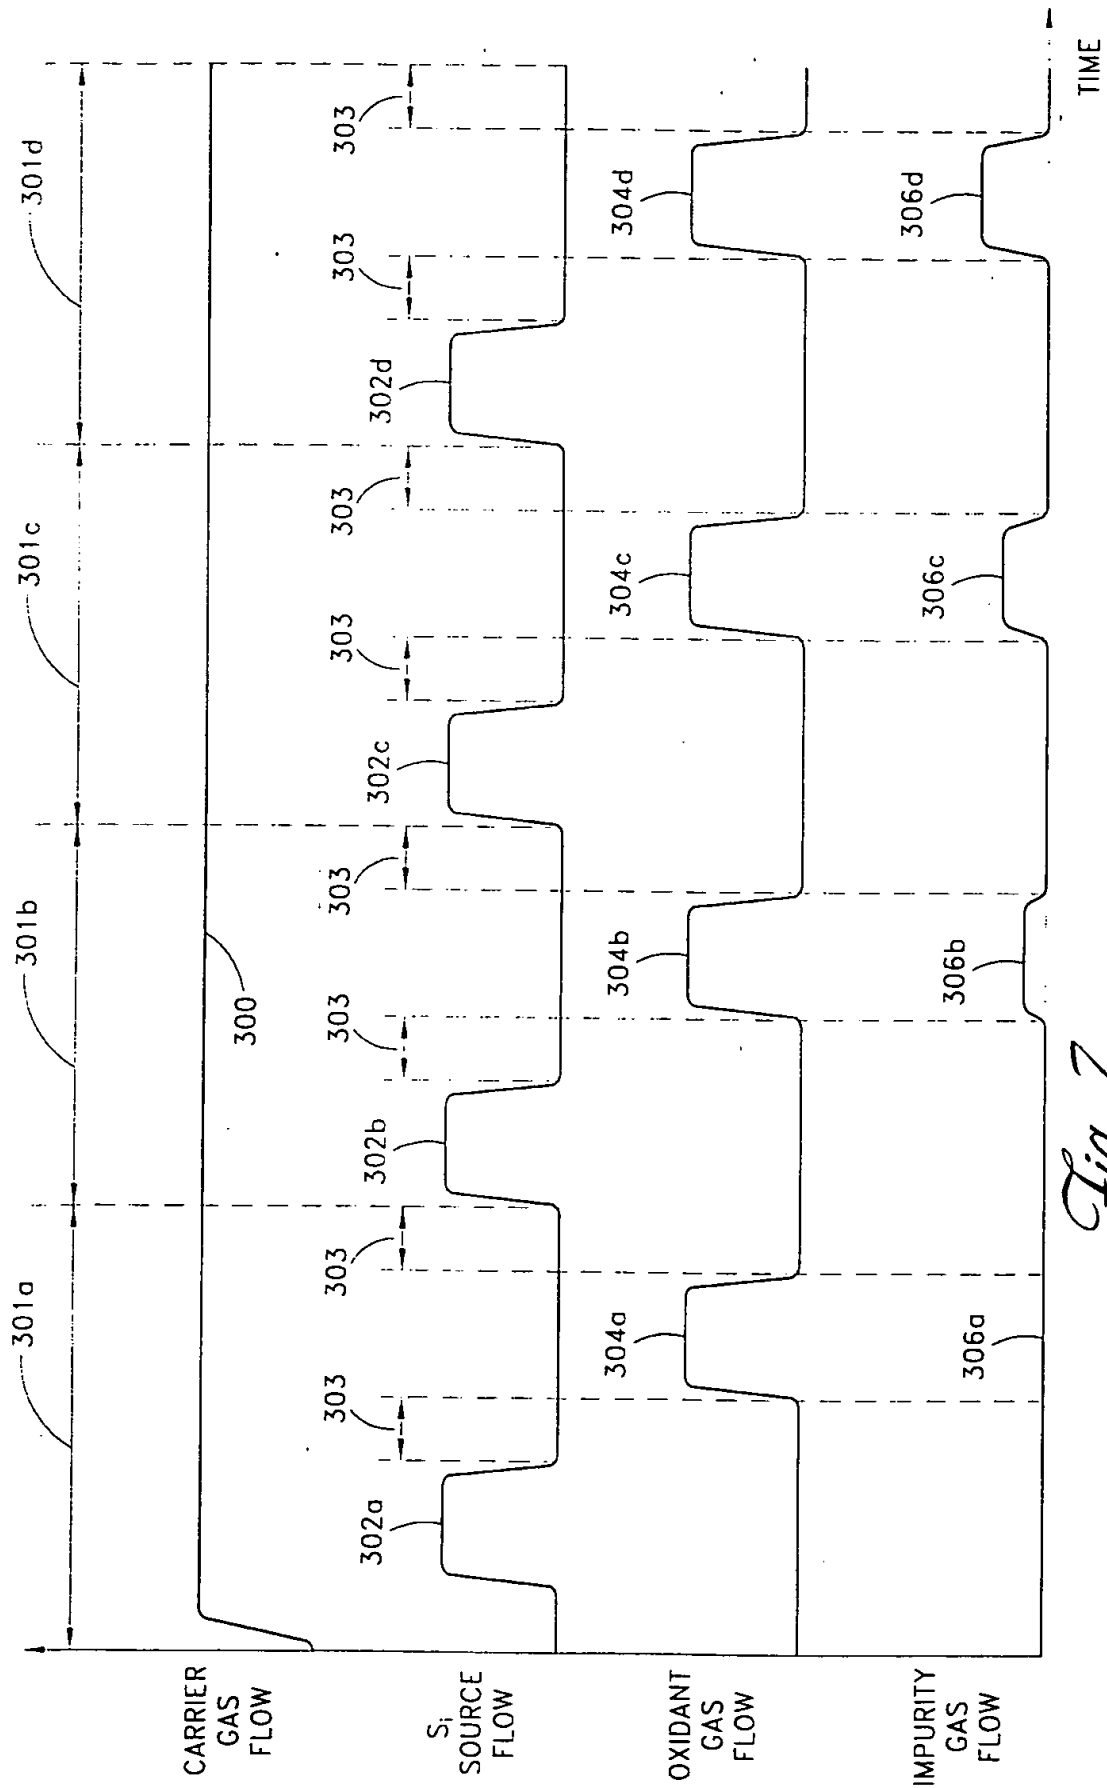 301a
301b
301c
301d
CARRIER
GAS
FLOW
300
303
303
303
303
303
303
303
303
Si
SOURCE
FLOW
302a
302b
302c
302d
OXIDANT
GAS
FLOW
304a
304b
304c
304d
IMPURITY
GAS
FLOW
306a
306b
306c
306d
TIME
Fig. 7